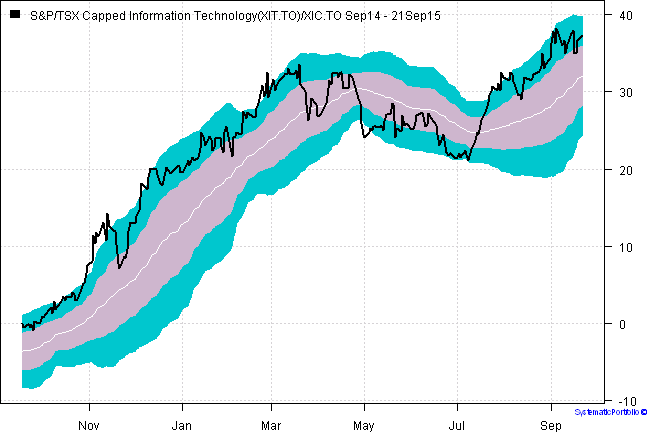 S&P/TSX Capped Information Technology(XIT.TO)/XIC.TO Sep14 - 21Sep15
40
30
20
10
0
-10
Nov Jan Mar May Jul Sep
SystematicPortfolio ©